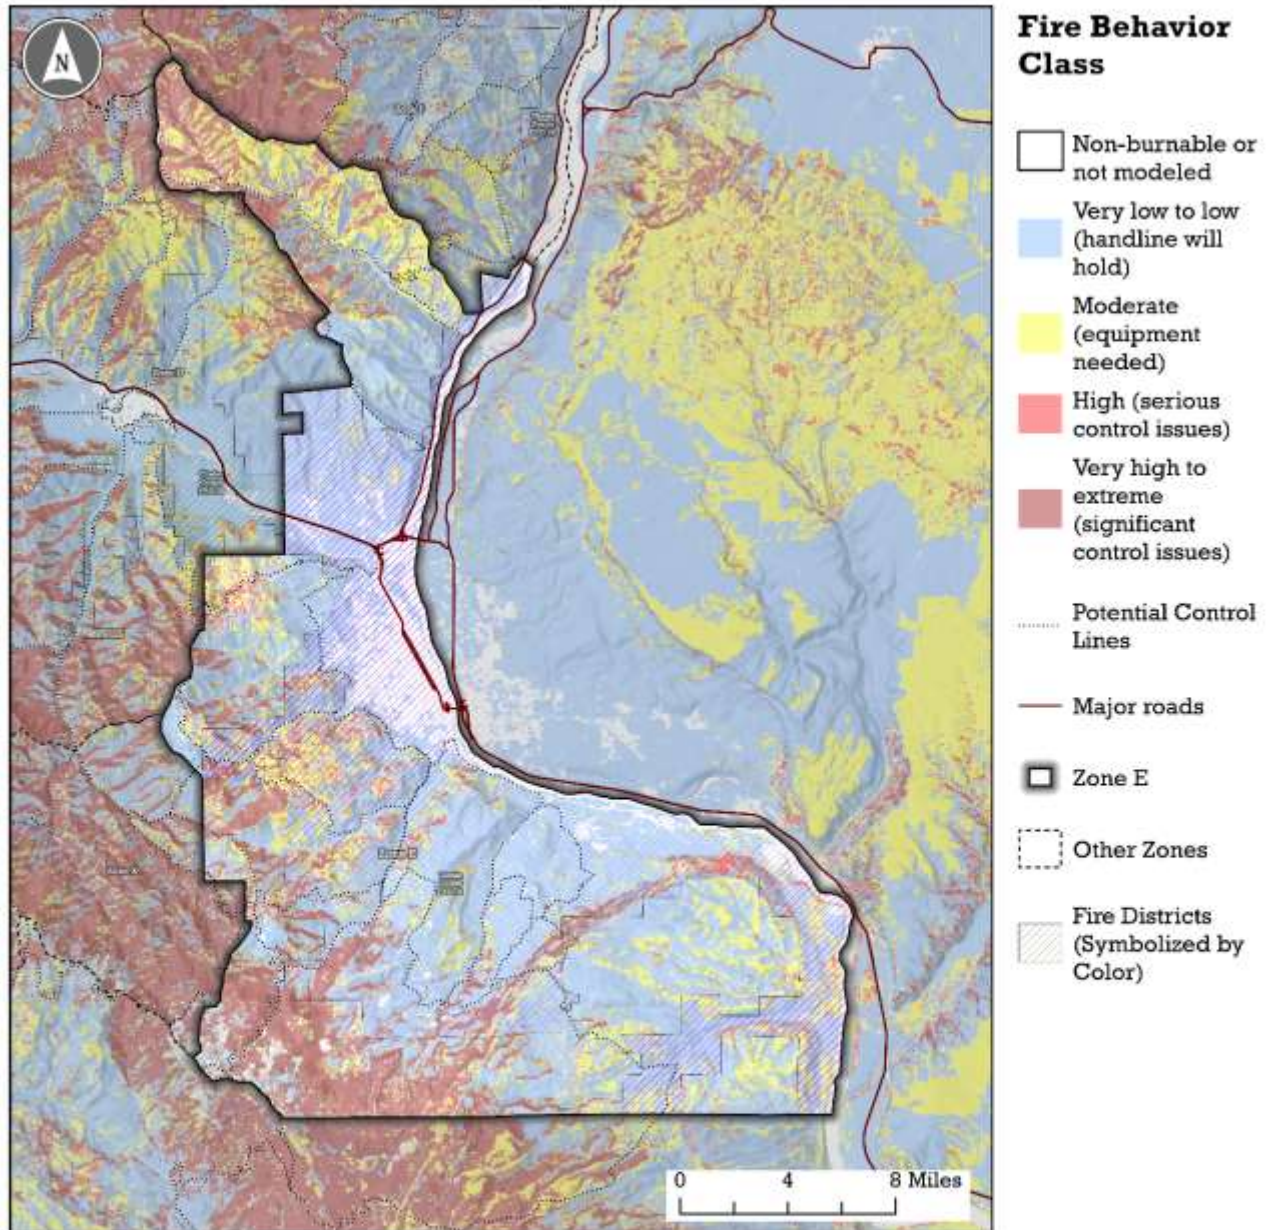 N
Fire Behavior
Class
Non-burnable or
not modeled
Very low to low
(handline will
hold)
Moderate
(equipment
needed)
High (serious
control issues)
Very high to
extreme
(significant
control issues)
Potential Control
Lines
Major roads
Zone E
Other Zones
Fire Districts
(Symbolized by
Color)
0 4 8 Miles